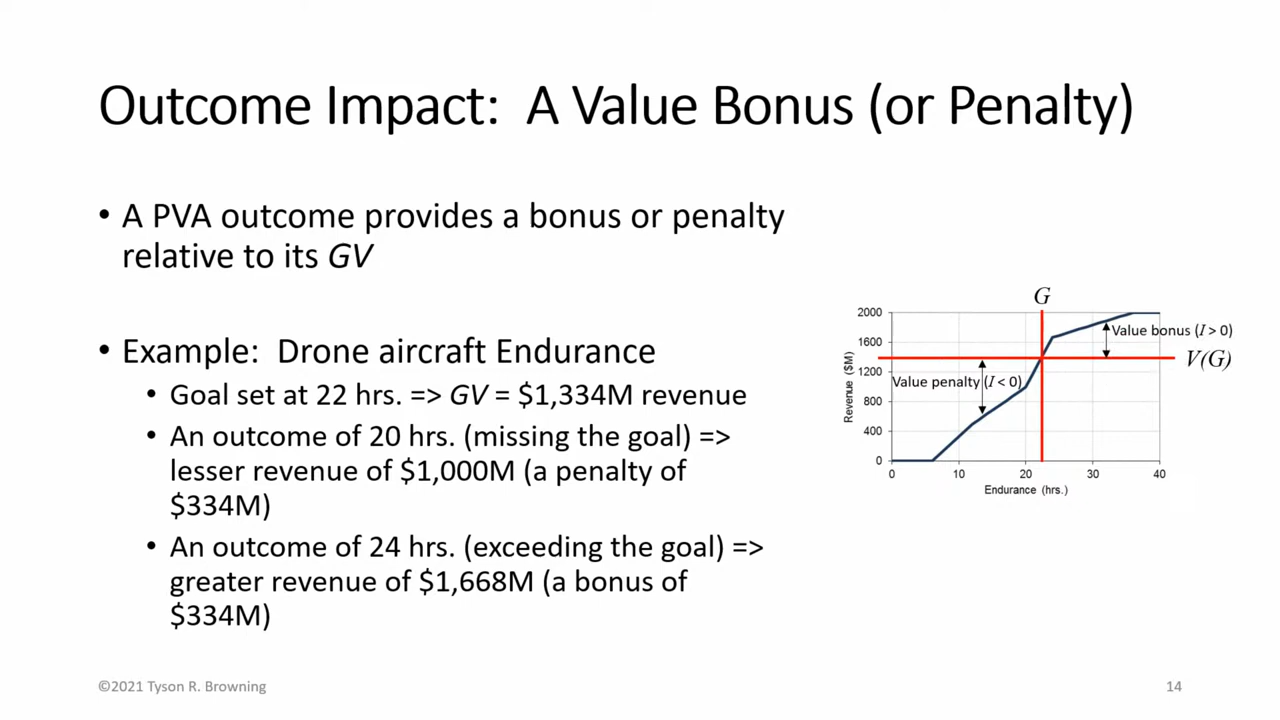 Outcome Impact:  A Value Bonus (or Penalty)
• A PVA outcome provides a bonus or penalty
relative to its GV
• Example:  Drone aircraft Endurance
• Goal set at 22 hrs. => GV = $1,334M revenue
• An outcome of 20 hrs. (missing the goal) =>
lesser revenue of $1,000M (a penalty of
$334M)
• An outcome of 24 hrs. (exceeding the goal) =>
greater revenue of $1,668M (a bonus of
$334M)
G
2000
1600
1200
800
400
0
Revenue ($M)
Value bonus (I > 0)
V(G)
Value penalty (I < 0)
0 10 20 30 40
Endurance (hrs.)
©2021 Tyson R. Browning
14